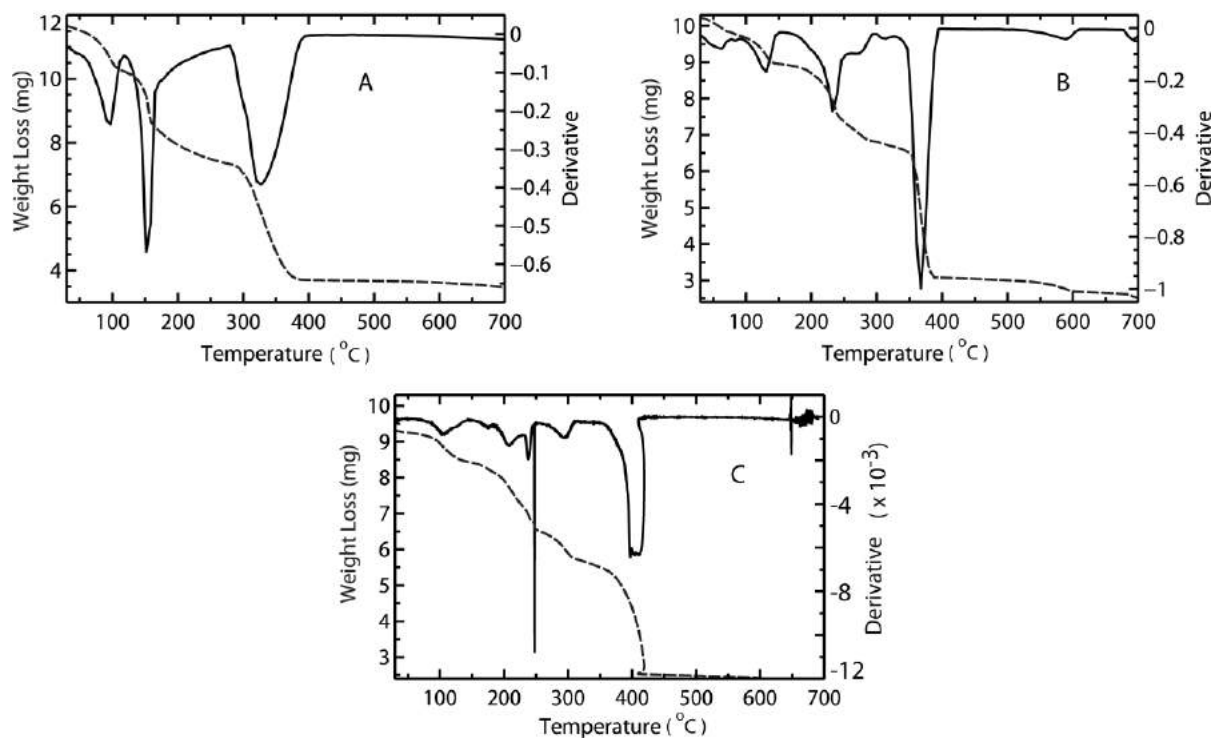 12
10
8
6
4
Weight Loss (mg)
0
−0.1
−0.2
−0.3
−0.4
−0.5
−0.6
Derivative
A
100 200 300 400 500 600 700
Temperature (°C)
10
9
8
7
6
5
4
3
Weight Loss (mg)
0
−0.2
−0.4
−0.6
−0.8
−1
Derivative
B
100 200 300 400 500 600 700
Temperature (°C)
10
9
8
7
6
5
4
3
Weight Loss (mg)
0
-4
-8
-12
Derivative (x 10⁻³)
C
100 200 300 400 500 600 700
Temperature (°C)